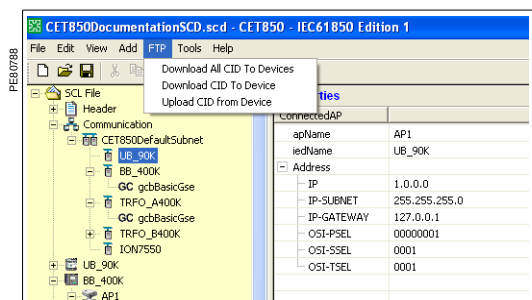 CET850DocumentationSCD.scd - CET850 - IEC61850 Edition 1
File Edit View Add FTP Tools Help
PE80788
Download All CID To Devices
Download CID To Device
Upload CID from Device
SCL File
Header
Communication
CET850DefaultSubnet
UB_90K
BB_400K
GC gcbBasicGse
TRFO_A400K
GC gcbBasicGse
TRFO_B400K
ION7550
UB_90K
BB_400K
AP1
rties
ConnectedAP
apName AP1
iedName UB_90K
Address
IP 1.0.0.0
IP-SUBNET 255.255.255.0
IP-GATEWAY 127.0.0.1
OSI-PSEL 00000001
OSI-SSEL 0001
OSI-TSEL 0001